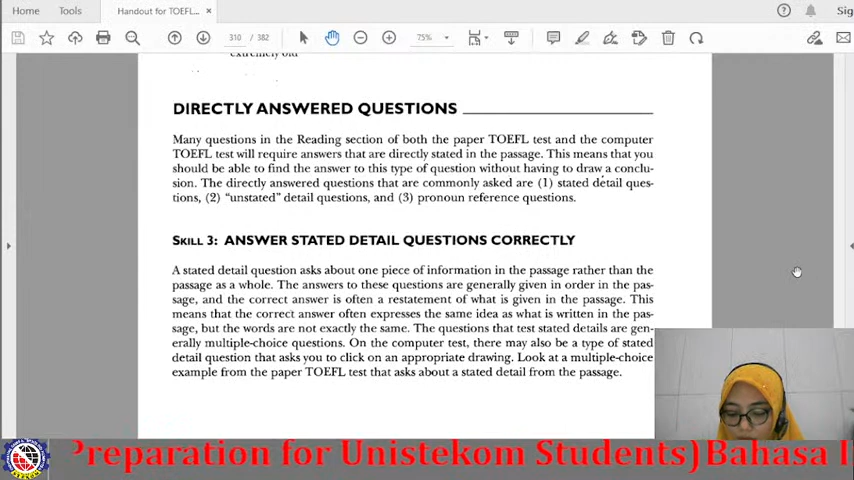 Home Tools Handout for TOEFL... × Sig
310 / 382 75%
extremely old
DIRECTLY ANSWERED QUESTIONS
Many questions in the Reading section of both the paper TOEFL test and the computer
TOEFL test will require answers that are directly stated in the passage. This means that you
should be able to find the answer to this type of question without having to draw a conclu-
sion. The directly answered questions that are commonly asked are (1) stated detail ques-
tions, (2) "unstated" detail questions, and (3) pronoun reference questions.
SKILL 3: ANSWER STATED DETAIL QUESTIONS CORRECTLY
A stated detail question asks about one piece of information in the passage rather than the
passage as a whole. The answers to these questions are generally given in order in the pas-
sage, and the correct answer is often a restatement of what is given in the passage. This
means that the correct answer often expresses the same idea as what is written in the pas-
sage, but the words are not exactly the same. The questions that test stated details are gen-
erally multiple-choice questions. On the computer test, there may also be a type of stated
detail question that asks you to click on an appropriate drawing. Look at a multiple-choice
example from the paper TOEFL test that asks about a stated detail from the passage.
Preparation for Unistekom Students) Bahasa I